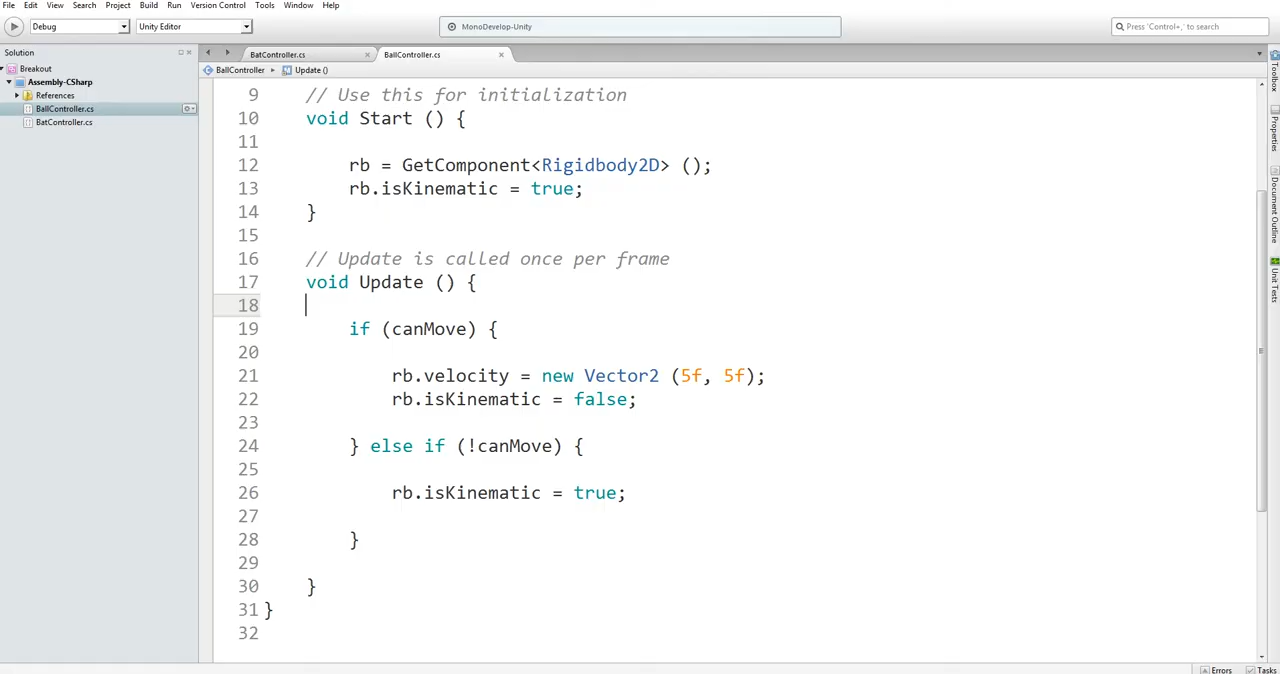 File Edit View Search Project Build Run Version Control Tools Window Help
Debug Unity Editor MonoDevelop-Unity Press 'Control+,' to search
Solution
Breakout
Assembly-CSharp
References
BallController.cs
BatController.cs
BatController.cs BallController.cs
BallController Update ()
9 // Use this for initialization
10 void Start () {
11
12 rb = GetComponent<Rigidbody2D> ();
13 rb.isKinematic = true;
14 }
15
16 // Update is called once per frame
17 void Update () {
18
19 if (canMove) {
20
21 rb.velocity = new Vector2 (5f, 5f);
22 rb.isKinematic = false;
23
24 } else if (!canMove) {
25
26 rb.isKinematic = true;
27
28 }
29
30 }
31 }
32
Toolbox
Properties
Document Outline
Unit Tests
Errors Tasks